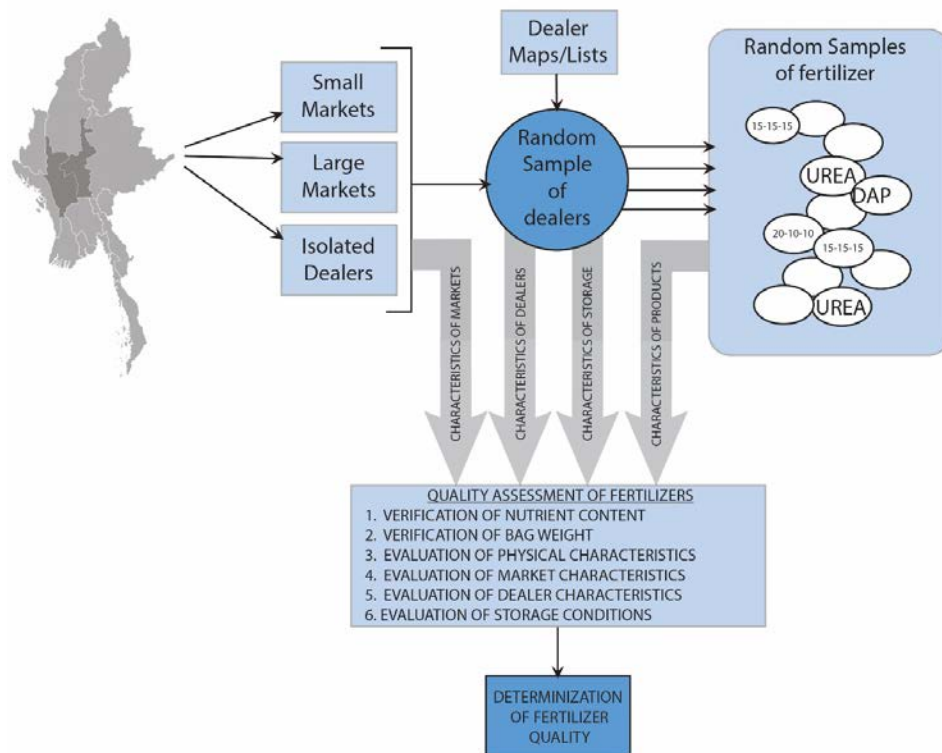 Small
Markets
Large
Markets
Isolated
Dealers
Dealer
Maps/Lists
Random
Sample
of
dealers
Random Samples
of fertilizer
15-15-15
UREA
DAP
20-10-10
15-15-15
UREA
CHARACTERISTICS OF MARKETS
CHARACTERISTICS OF DEALERS
CHARACTERISTICS OF STORAGE
CHARACTERISTICS OF PRODUCTS
QUALITY ASSESSMENT OF FERTILIZERS
1. VERIFICATION OF NUTRIENT CONTENT
2. VERIFICATION OF BAG WEIGHT
3. EVALUATION OF PHYSICAL CHARACTERISTICS
4. EVALUATION OF MARKET CHARACTERISTICS
5. EVALUATION OF DEALER CHARACTERISTICS
6. EVALUATION OF STORAGE CONDITIONS
DETERMINIZATION
OF FERTILIZER
QUALITY